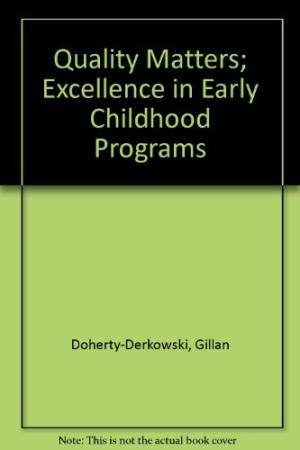 Quality Matters;
Excellence in Early
Childhood
Programs
Doherty-Derkowski, Gillan
Note: This is not the actual book cover